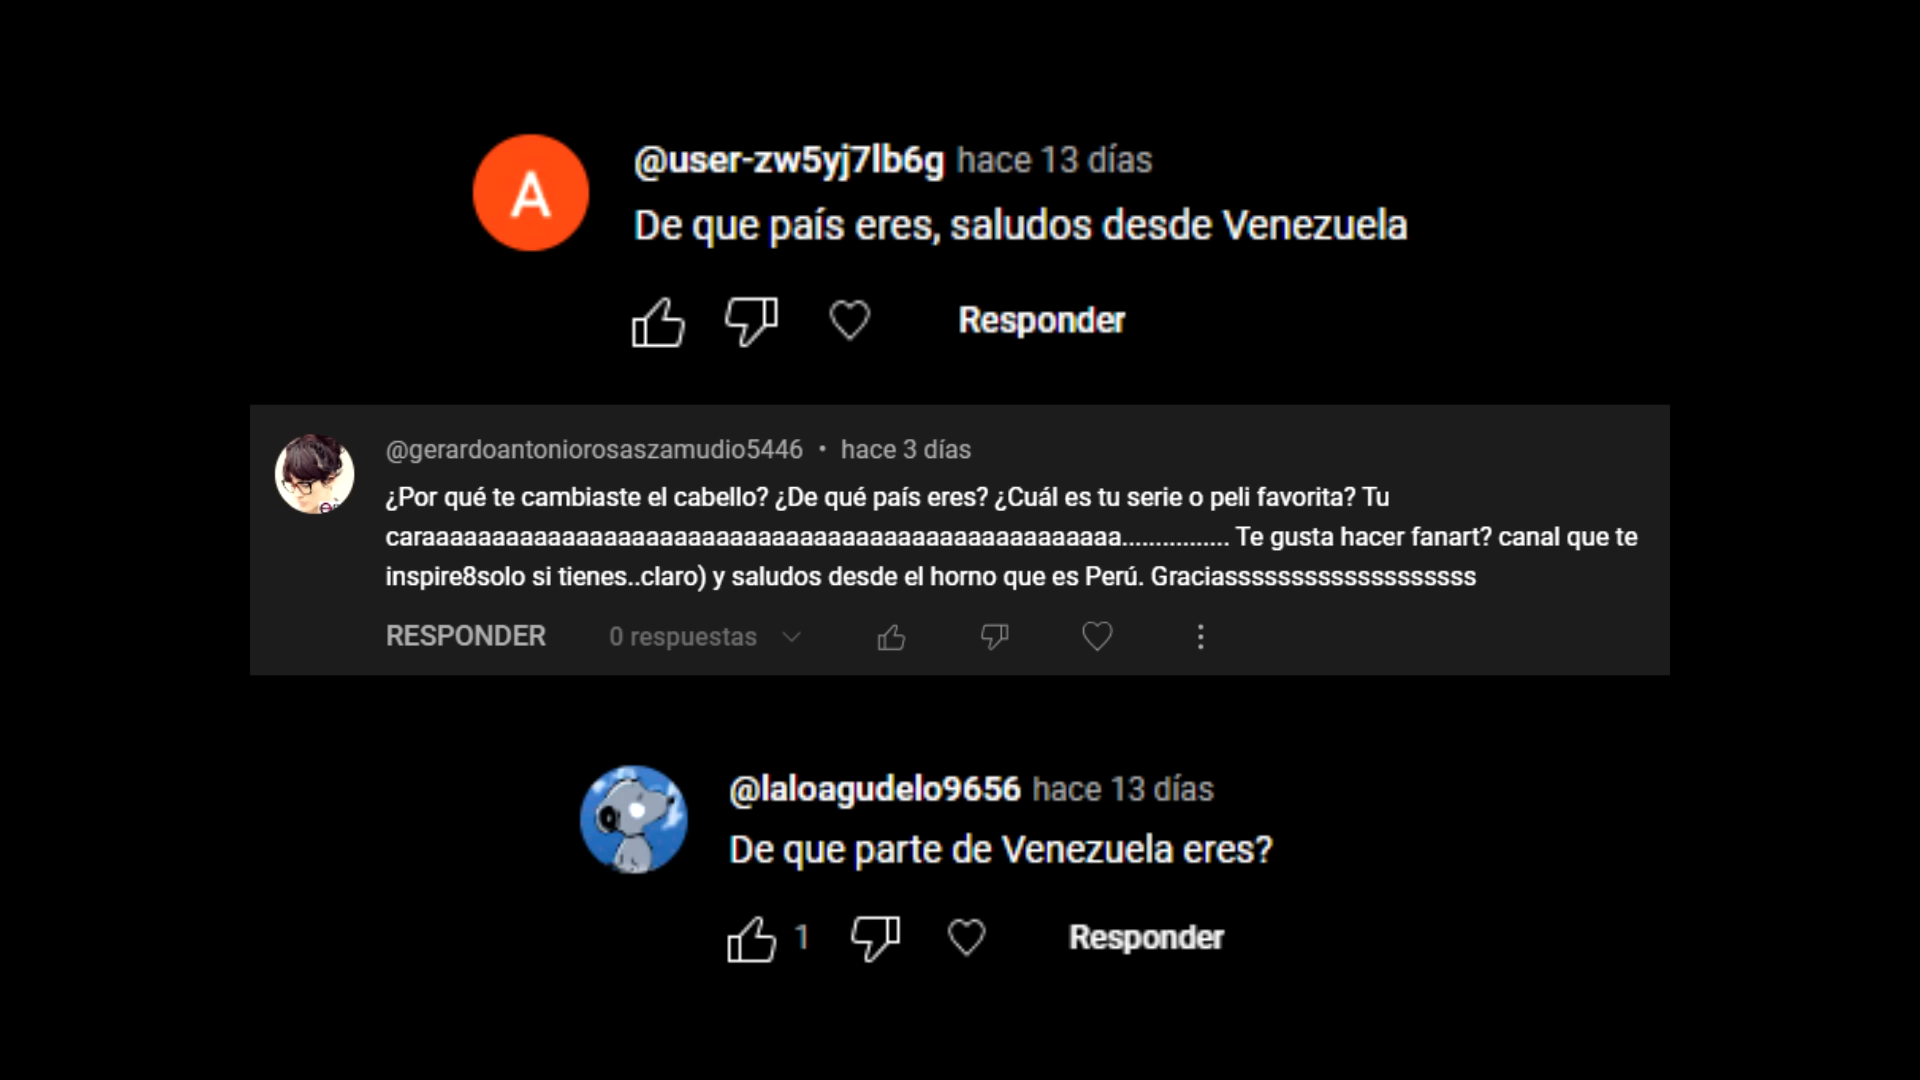 A
@user-zw5yj7lb6g hace 13 días
De que país eres, saludos desde Venezuela
Responder
@gerardoantoniorosaszamudio5446 • hace 3 días
¿Por qué te cambiaste el cabello? ¿De qué país eres? ¿Cuál es tu serie o peli favorita? Tu
caraaaaaaaaaaaaaaaaaaaaaaaaaaaaaaaaaaaaaaaaaaaaaaaaaa................ Te gusta hacer fanart? canal que te
inspire8solo si tienes..claro) y saludos desde el horno que es Perú. Graciasssssssssssssssssss
RESPONDER 0 respuestas
@laloagudelo9656 hace 13 días
De que parte de Venezuela eres?
1 Responder